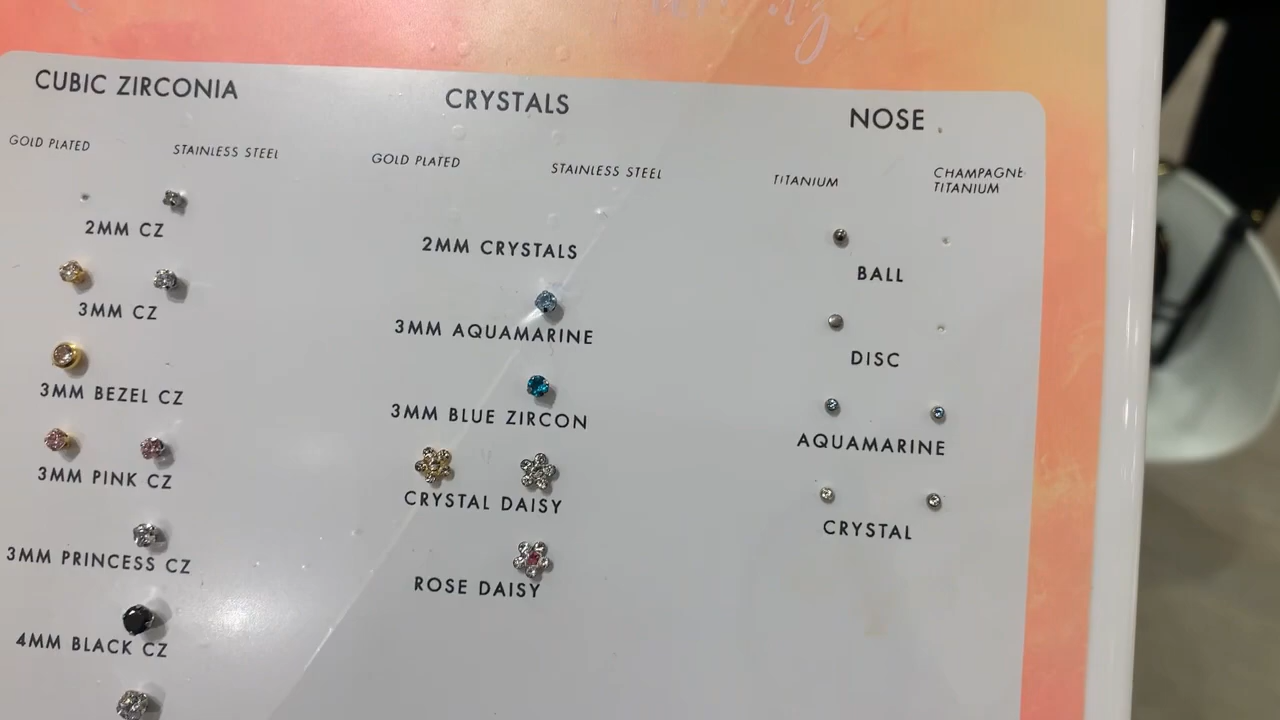 CUBIC ZIRCONIA
GOLD PLATED
STAINLESS STEEL
2MM CZ
3MM CZ
3MM BEZEL CZ
3MM PINK CZ
3MM PRINCESS CZ
4MM BLACK CZ
CRYSTALS
GOLD PLATED
STAINLESS STEEL
2MM CRYSTALS
3MM AQUAMARINE
3MM BLUE ZIRCON
CRYSTAL DAISY
ROSE DAISY
NOSE
TITANIUM
CHAMPAGNE
TITANIUM
BALL
DISC
AQUAMARINE
CRYSTAL